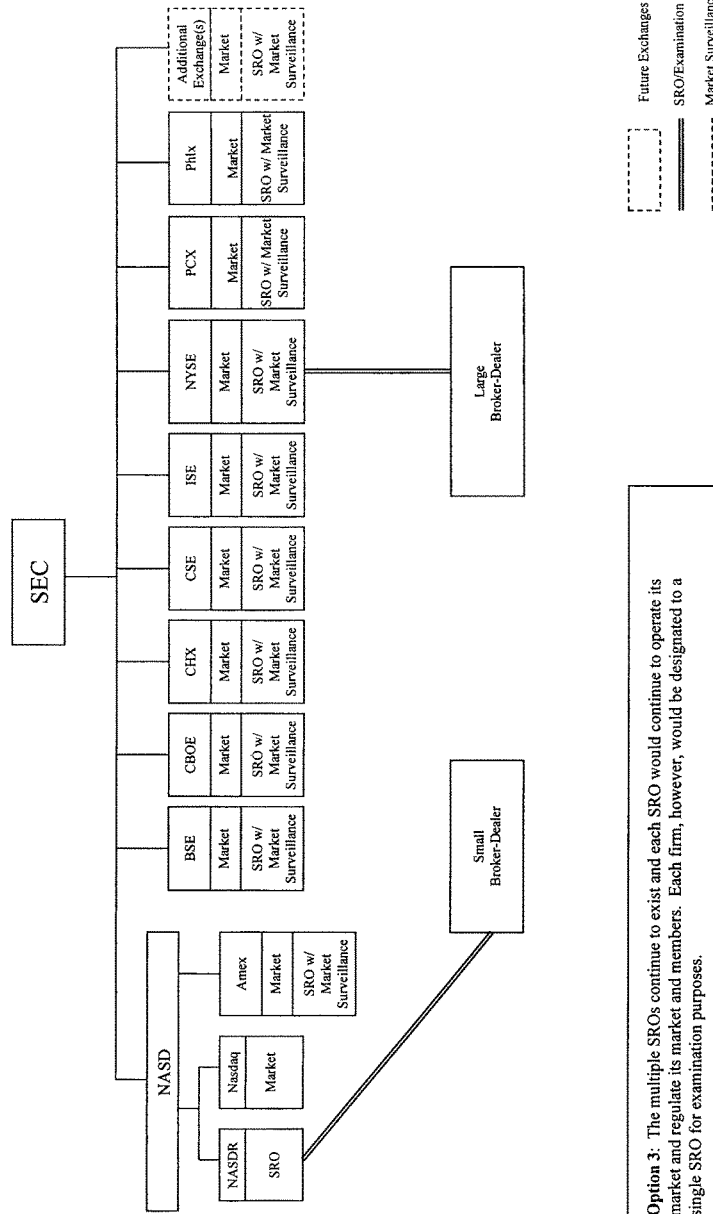 SEC
NASD
NASDR
SRO
Nasdaq
Market
Amex
Market
SRO w/
Market
Surveillance
BSE
Market
SRO w/
Market
Surveillance
CBOE
Market
SRO w/
Market
Surveillance
CHX
Market
SRO w/
Market
Surveillance
CSE
Market
SRO w/
Market
Surveillance
ISE
Market
SRO w/
Market
Surveillance
NYSE
Market
SRO w/
Market
Surveillance
PCX
Market
SRO w/ Market
Surveillance
Phlx
Market
SRO w/ Market
Surveillance
Additional
Exchange(s)
Market
SRO w/
Market
Surveillance
Small
Broker-Dealer
Large
Broker-Dealer
Option 3: The multiple SROs continue to exist and each SRO would continue to operate its
market and regulate its market and members. Each firm, however, would be designated to a
single SRO for examination purposes.
Future Exchanges
SRO/Examination
Market Surveillance